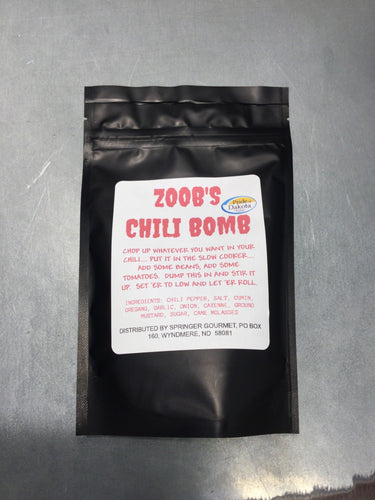 ZOOB'S
Pride of
Dakota
CHILI BOMB
CHOP UP WHATEVER YOU WANT IN YOUR
CHILI... PUT IT IN THE SLOW COOKER...
ADD SOME BEANS, ADD SOME
TOMATOES. DUMP THIS IN AND STIR IT
UP. SET 'ER TO LOW AND LET 'ER ROLL.
INGREDIENTS: CHILI PEPPER, SALT, CUMIN,
OREGANO, GARLIC, ONION, CAYENNE, GROUND
MUSTARD, SUGAR, CANE MOLASSES
DISTRIBUTED BY SPRINGER GOURMET, PO BOX
160, WYNDMERE, ND 58081